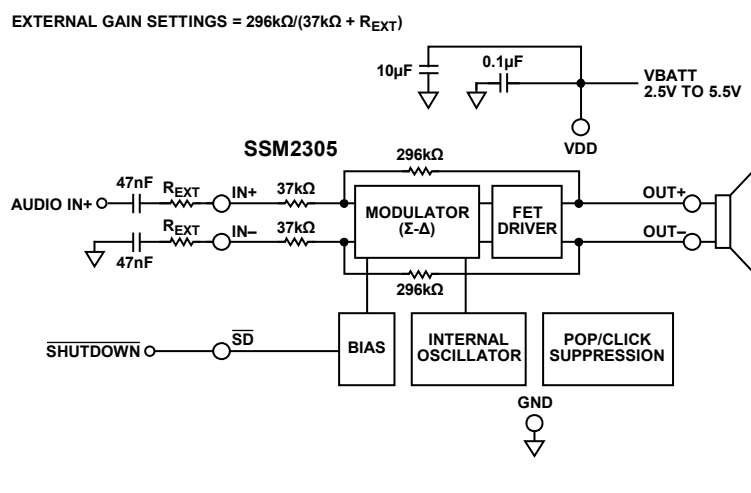 EXTERNAL GAIN SETTINGS = 296kΩ/(37kΩ + REXT)
10µF
0.1µF
VBATT
2.5V TO 5.5V
VDD
SSM2305
296kΩ
AUDIO IN+
47nF
REXT
IN+
37kΩ
MODULATOR
(Σ-Δ)
FET
DRIVER
OUT+
47nF
REXT
IN–
37kΩ
OUT–
296kΩ
SHUTDOWN
SD
BIAS
INTERNAL
OSCILLATOR
POP/CLICK
SUPPRESSION
GND